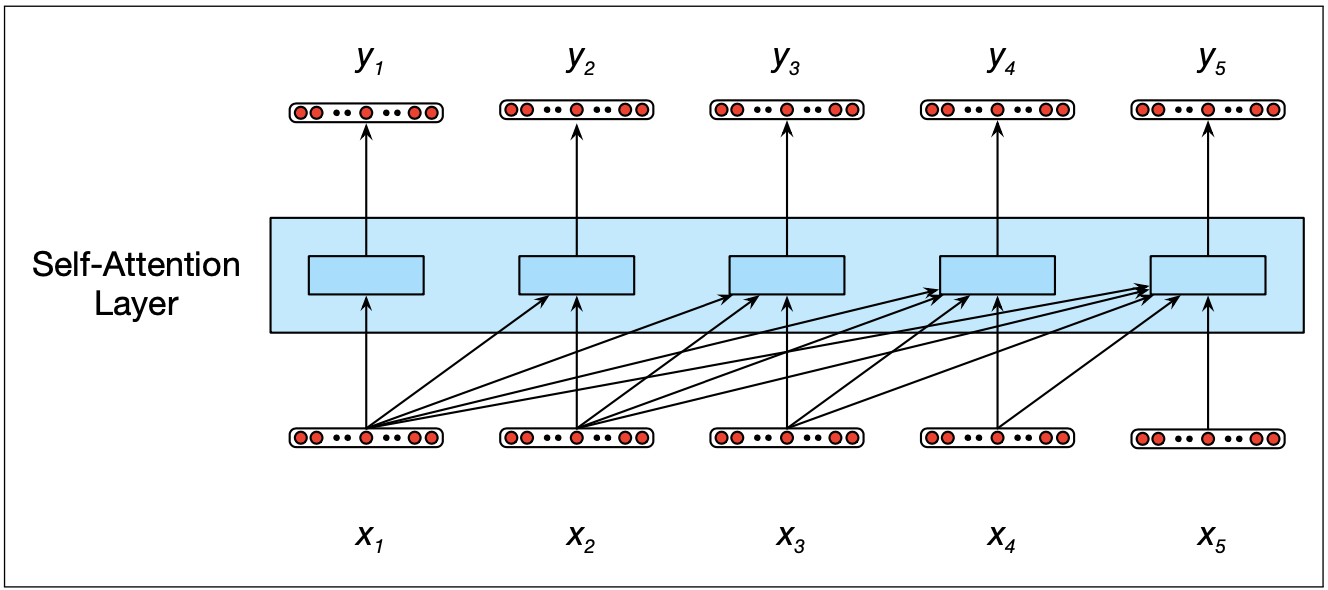 y1 y2 y3 y4 y5
Self-Attention
Layer
x1 x2 x3 x4 x5